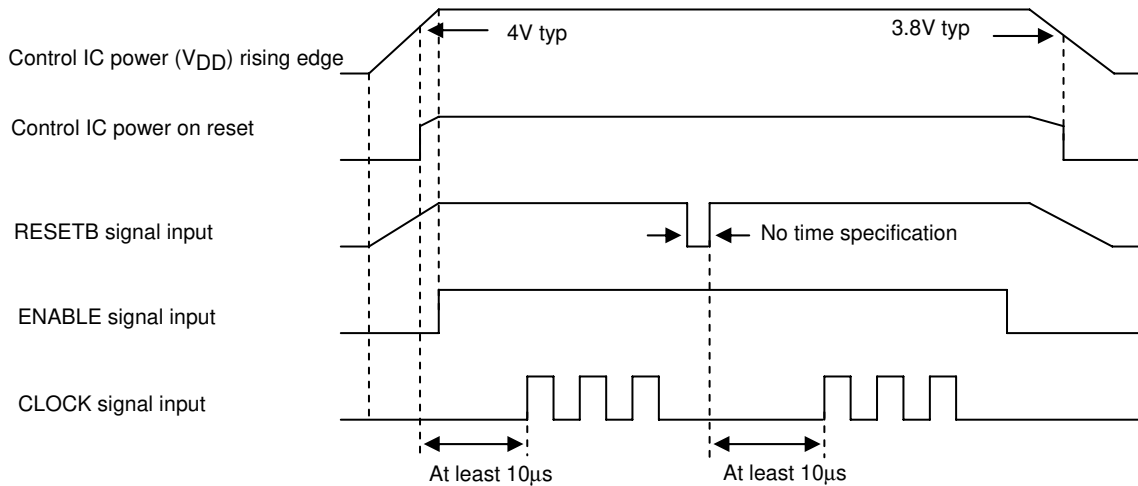 4V typ
3.8V typ
Control IC power (VDD) rising edge
Control IC power on reset
RESETB signal input
No time specification
ENABLE signal input
CLOCK signal input
At least 10μs
At least 10μs